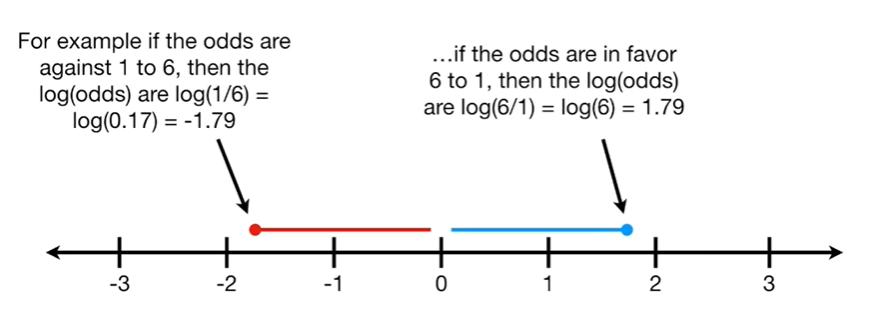 For example if the odds are
against 1 to 6, then the
log(odds) are log(1/6) =
log(0.17) = -1.79
…if the odds are in favor
6 to 1, then the log(odds)
are log(6/1) = log(6) = 1.79
-3 -2 -1 0 1 2 3